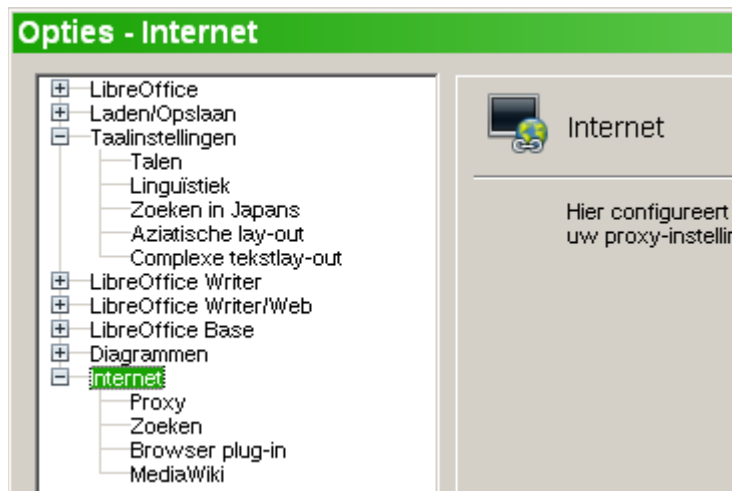 Opties - Internet
LibreOffice
Laden/Opslaan
Taalinstellingen
Talen
Linguïstiek
Zoeken in Japans
Aziatische lay-out
Complexe tekstlay-out
LibreOffice Writer
LibreOffice Writer/Web
LibreOffice Base
Diagrammen
Internet
Proxy
Zoeken
Browser plug-in
MediaWiki
Internet
Hier configureert
uw proxy-instellin